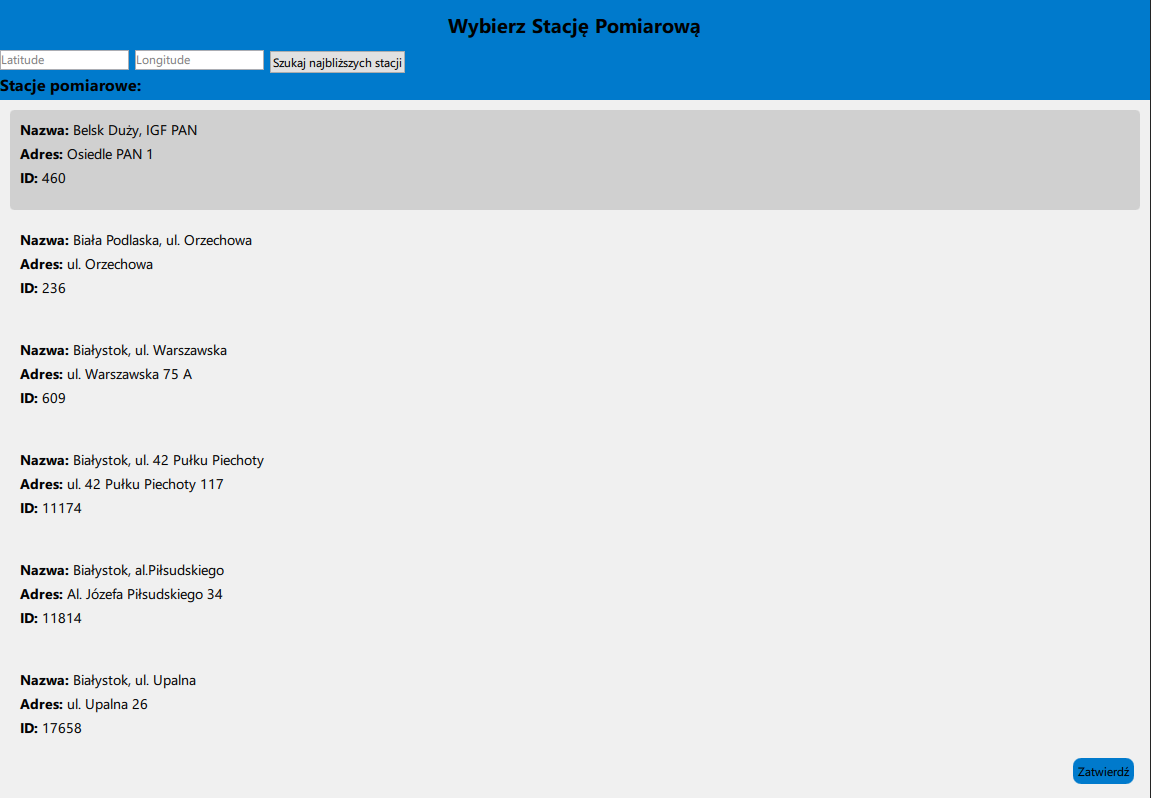 Wybierz Stację Pomiarową
Latitude Longitude Szukaj najbliższych stacji
Stacje pomiarowe:
Nazwa: Belsk Duży, IGF PAN
Adres: Osiedle PAN 1
ID: 460
Nazwa: Biała Podlaska, ul. Orzechowa
Adres: ul. Orzechowa
ID: 236
Nazwa: Białystok, ul. Warszawska
Adres: ul. Warszawska 75 A
ID: 609
Nazwa: Białystok, ul. 42 Pułku Piechoty
Adres: ul. 42 Pułku Piechoty 117
ID: 11174
Nazwa: Białystok, al.Piłsudskiego
Adres: Al. Józefa Piłsudskiego 34
ID: 11814
Nazwa: Białystok, ul. Upalna
Adres: ul. Upalna 26
ID: 17658
Zatwierdź